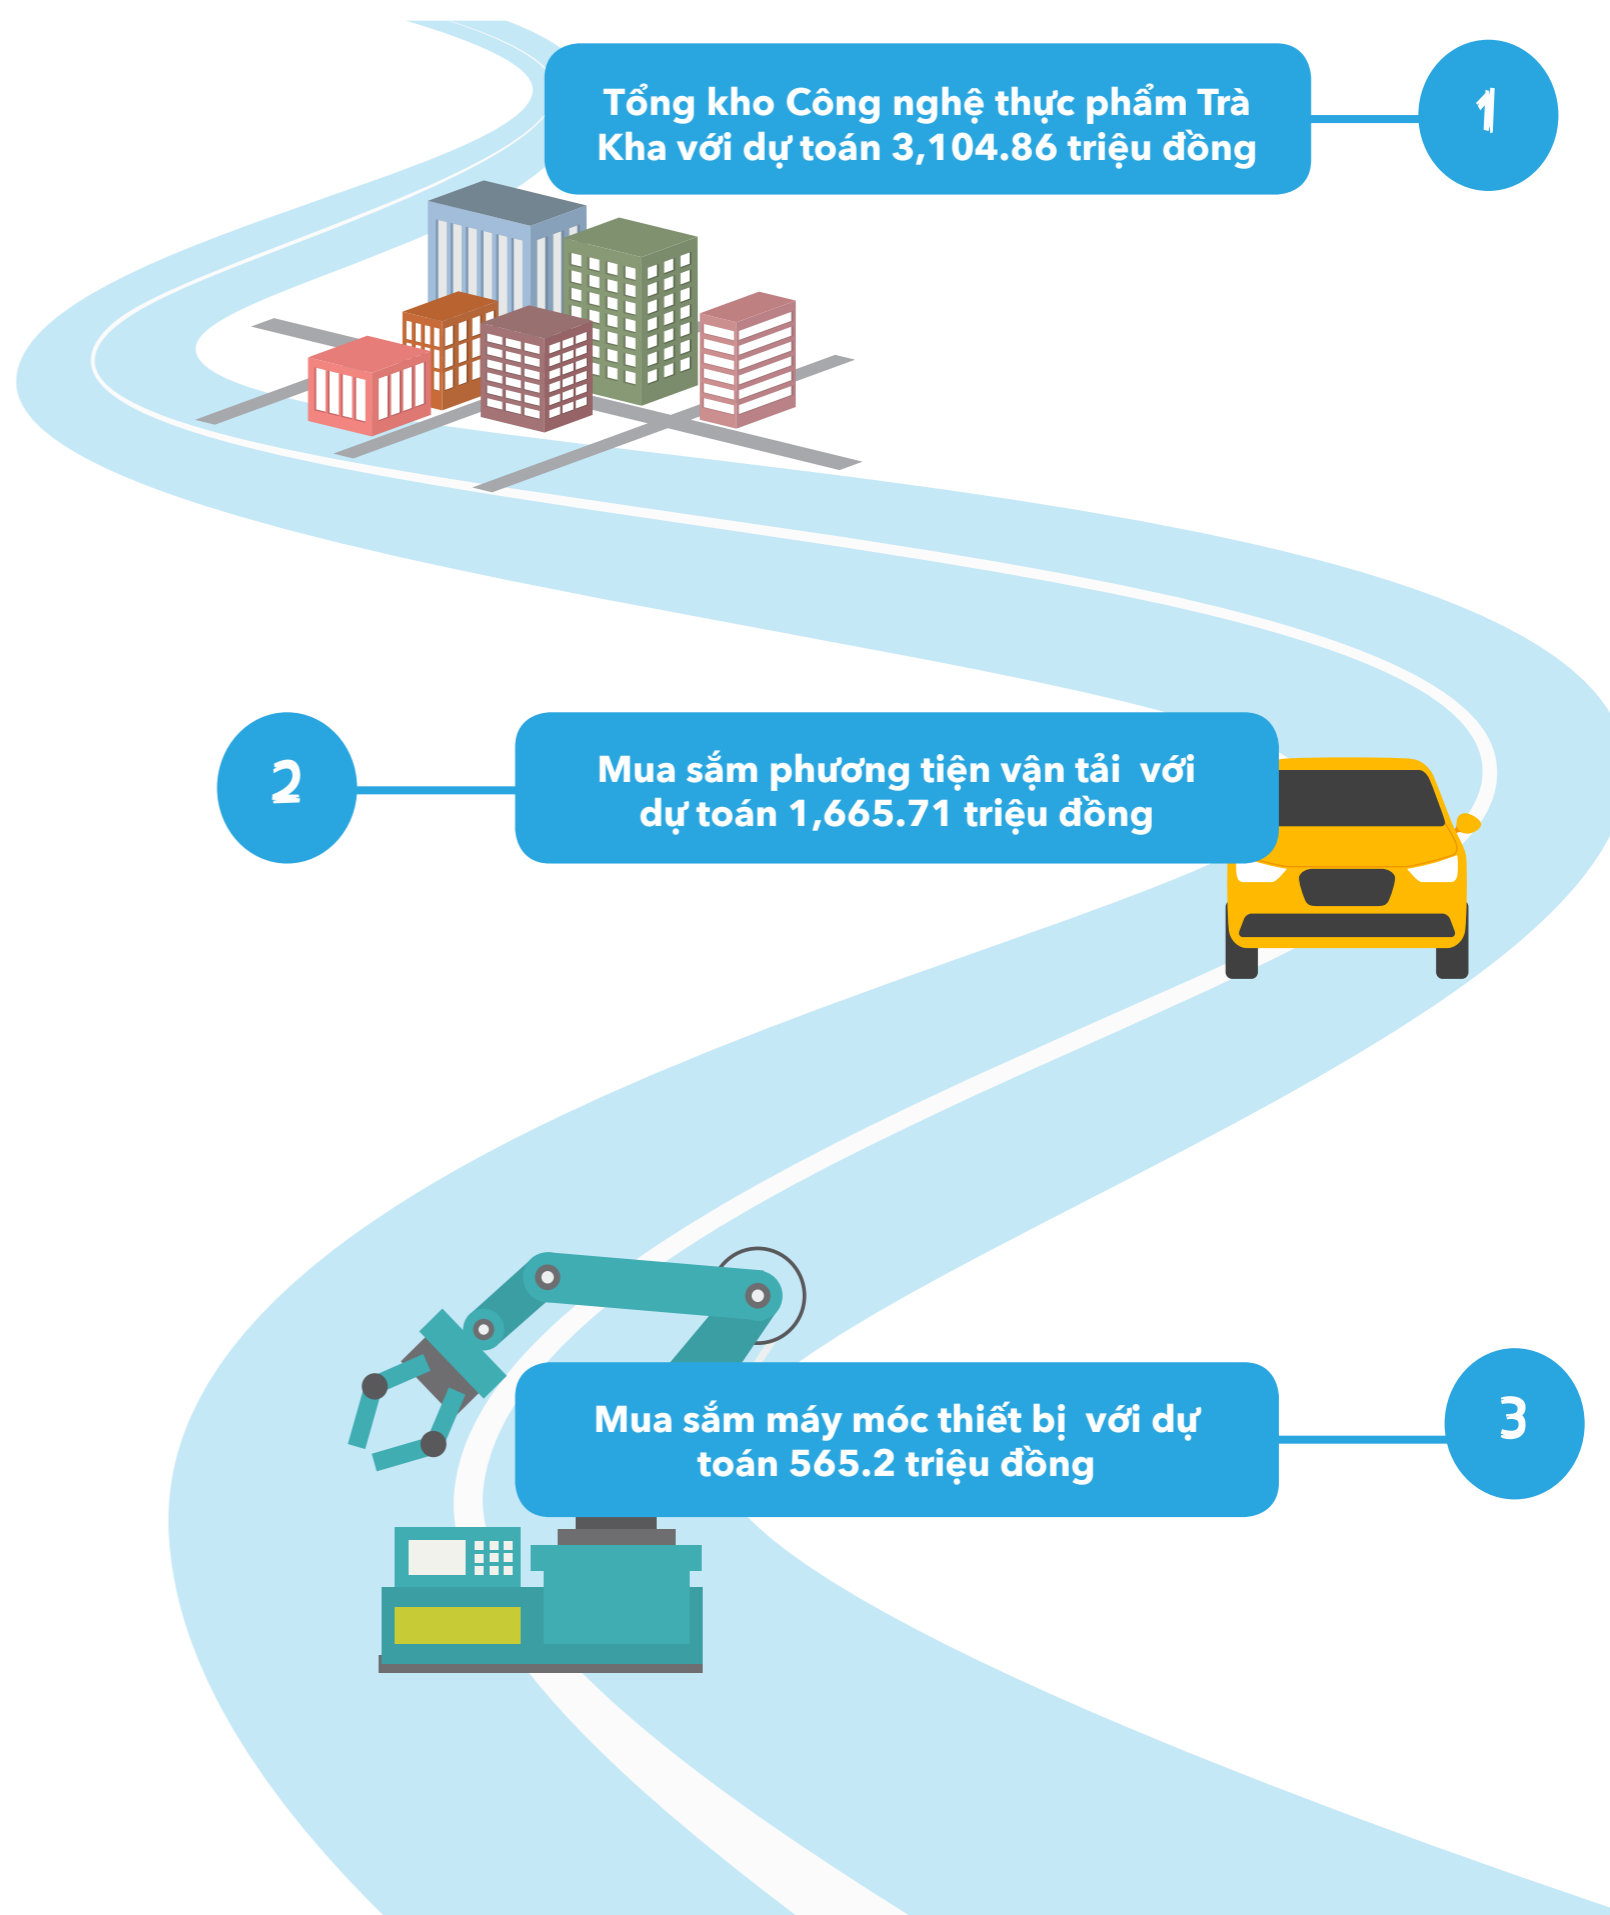 Tổng kho Công nghệ thực phẩm Trà
Kha với dự toán 3,104.86 triệu đồng
1
2
Mua sắm phương tiện vận tải  với
dự toán 1,665.71 triệu đồng
Mua sắm máy móc thiết bị  với dự
toán 565.2 triệu đồng
3